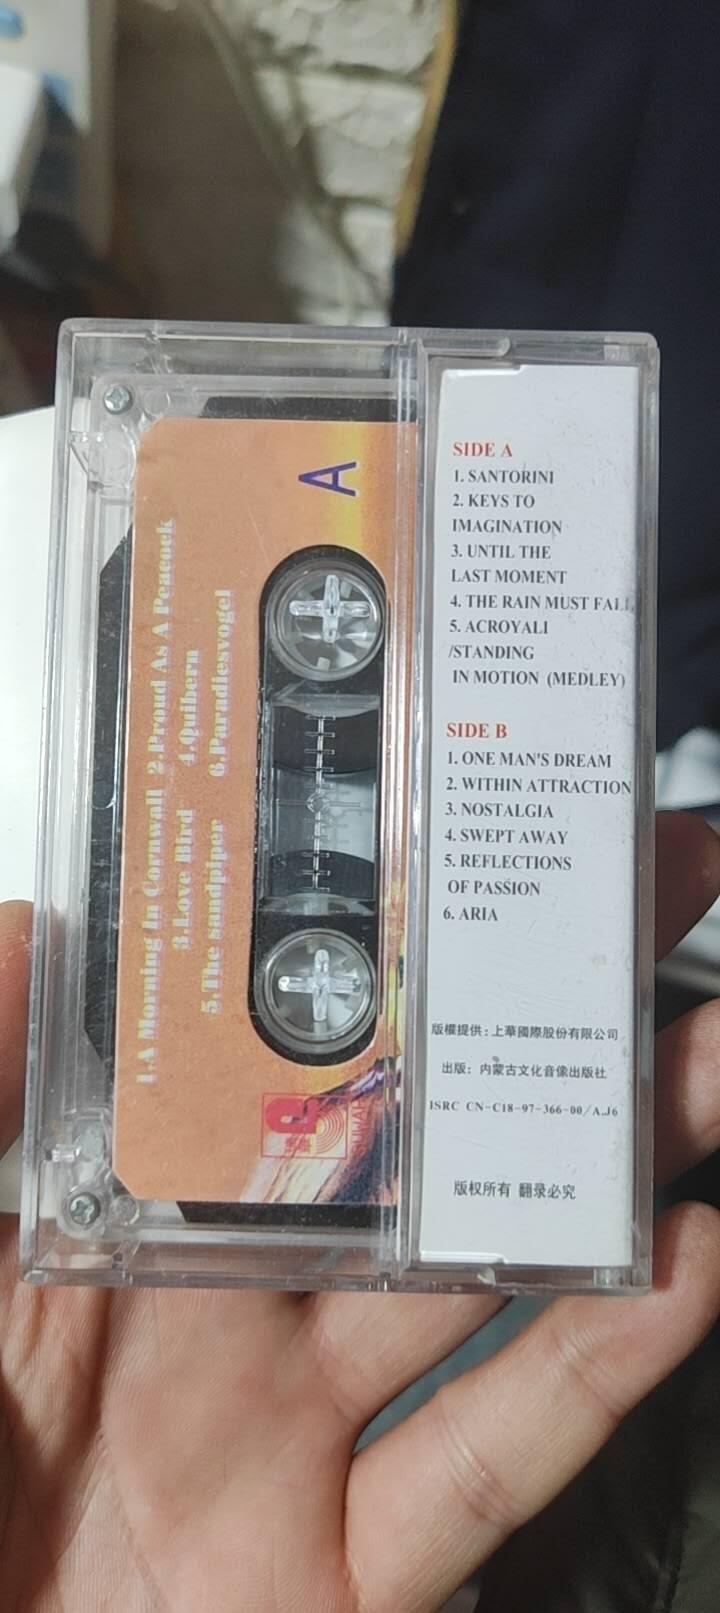 A
1.A Morning In Cornwall 2.Proud As A Peacock
3.Love Bird 4.Quibern
5.The sandpiper 6.Paradiesvogel
SIDE A
1. SANTORINI
2. KEYS TO
IMAGINATION
3. UNTIL THE
LAST MOMENT
4. THE RAIN MUST FALL
5. ACROYALI
/STANDING
IN MOTION (MEDLEY)
SIDE B
1. ONE MAN'S DREAM
2. WITHIN ATTRACTION
3. NOSTALGIA
4. SWEPT AWAY
5. REFLECTIONS
OF PASSION
6. ARIA
版權提供:上華國際股份有限公司
出版: 内蒙古文化音像出版社
ISRC CN-C18-97-366-00/A.J6
版权所有 翻录必究